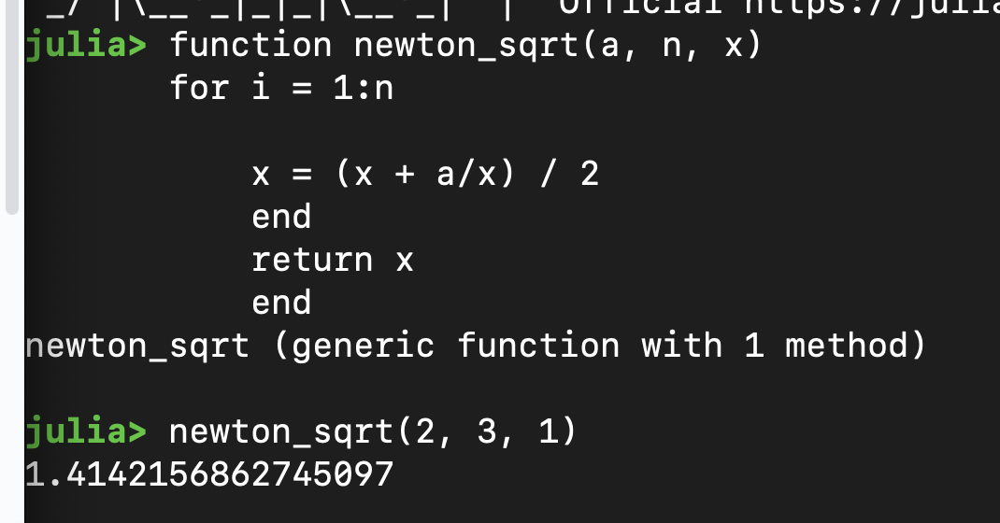 _/ |\__'_|_|_|\__'_|  |  Official https://julia
julia> function newton_sqrt(a, n, x)
       for i = 1:n
           x = (x + a/x) / 2
           end
           return x
           end
newton_sqrt (generic function with 1 method)
julia> newton_sqrt(2, 3, 1)
1.4142156862745097